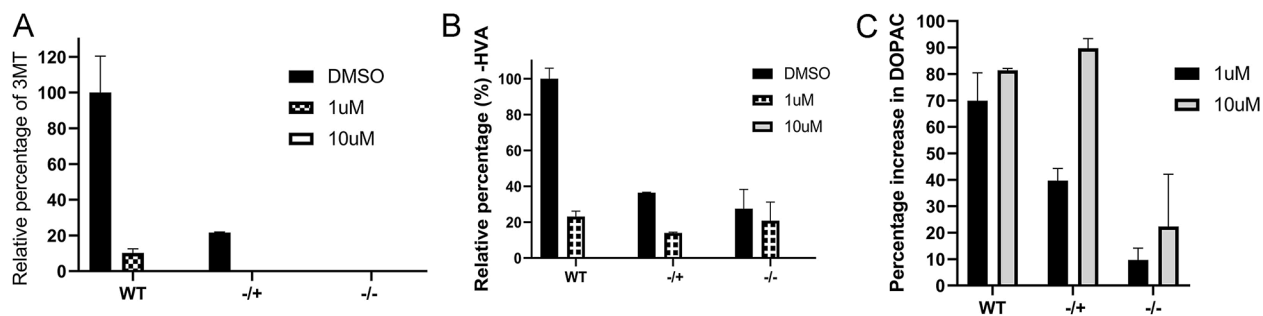 A
Relative percentage of 3MT
120
100
80
60
40
20
0
WT
-/+
-/-
DMSO
1uM
10uM
B
Relative percentage (%) -HVA
100
80
60
40
20
0
WT
-/+
-/-
DMSO
1uM
10uM
C
Percentage increase in DOPAC
100
90
80
70
60
50
40
30
20
10
0
WT
-/+
-/-
1uM
10uM